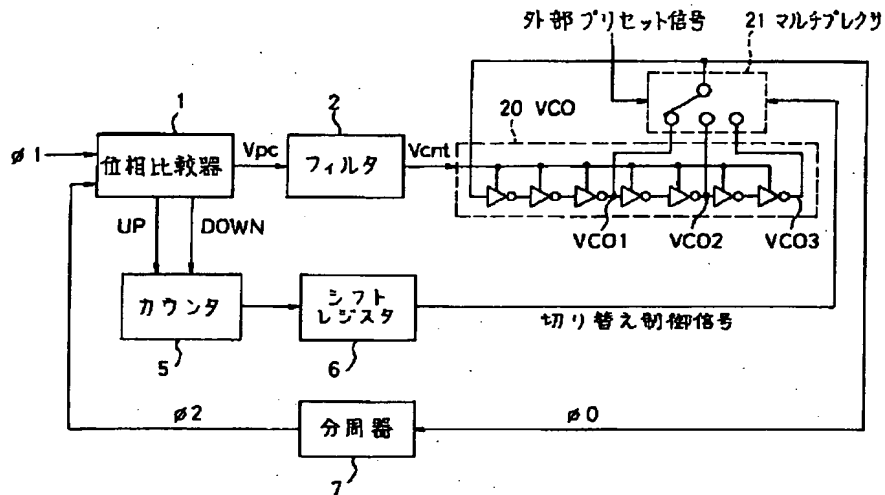 外部プリセット信号
21 マルチプレクサ
1
2
20 VCO
ø1
位相比較器
Vpc
フィルタ
Vcnt
UP
DOWN
VCO1
VCO2
VCO3
カウンタ
シフト
レジスタ
切り替え制御信号
5
6
ø2
分周器
ø0
7